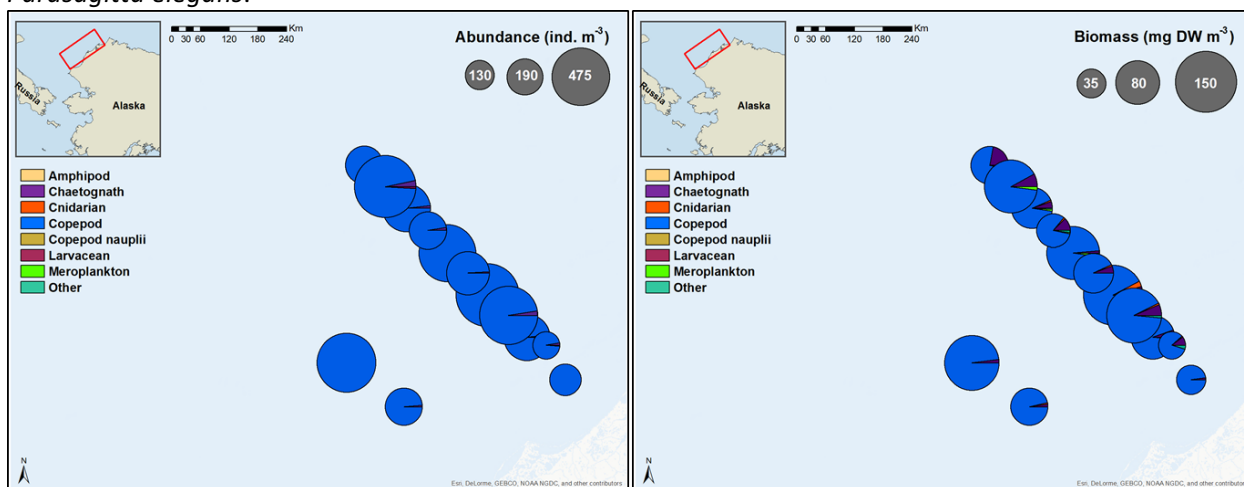 Parasagitta elegans.
Km
0 30 60 120 180 240
Abundance (ind. m-3)
130 190 475
Russia
Alaska
Amphipod
Chaetognath
Cnidarian
Copepod
Copepod nauplii
Larvacean
Meroplankton
Other
N
Esri, DeLorme, GEBCO, NOAA NGDC, and other contributors
Km
0 30 60 120 180 240
Biomass (mg DW m-3)
35 80 150
Russia
Alaska
Amphipod
Chaetognath
Cnidarian
Copepod
Copepod nauplii
Larvacean
Meroplankton
Other
N
Esri, DeLorme, GEBCO, NOAA NGDC, and other contributors